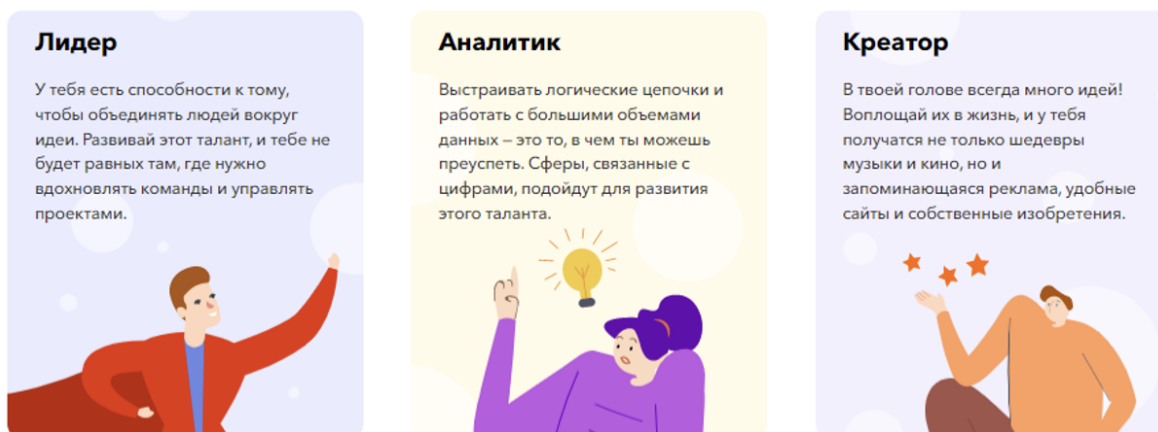 Лидер
У тебя есть способности к тому,
чтобы объединять людей вокруг
идеи. Развивай этот талант, и тебе не
будет равных там, где нужно
вдохновлять команды и управлять
проектами.
Аналитик
Выстраивать логические цепочки и
работать с большими объемами
данных – это то, в чем ты можешь
преуспеть. Сферы, связанные с
цифрами, подойдут для развития
этого таланта.
Креатор
В твоей голове всегда много идей!
Воплощай их в жизнь, и у тебя
получатся не только шедевры
музыки и кино, но и
запоминающаяся реклама, удобные
сайты и собственные изобретения.